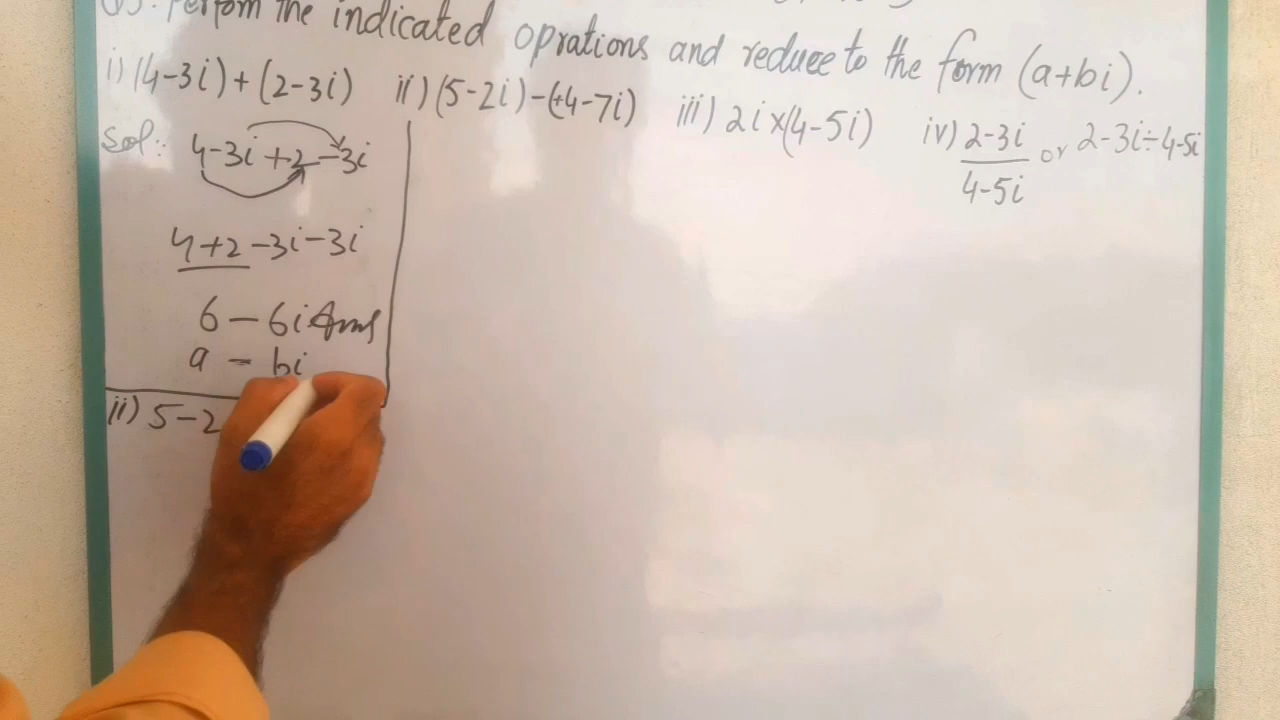 Perfom the indicated oprations and reduce to the form (a+bi).
i) (4-3i)+(2-3i) ii) (5-2i)-(+4-7i) iii) 2i×(4-5i) iv) 2-3i/4-5i or 2-3i÷4-5i
Sol:- 4-3i+2-3i
4+2-3i-3i
6-6i Ans
a - bi
ii) 5-2